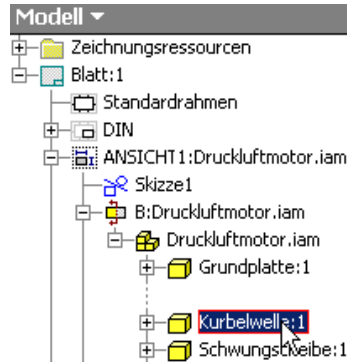 Modell
Zeichnungsressourcen
Blatt:1
Standardrahmen
DIN
ANSICHT1:Druckluftmotor.iam
Skizze1
B:Druckluftmotor.iam
Druckluftmotor.iam
Grundplatte:1
Kurbelwelle:1
Schwungscheibe:1